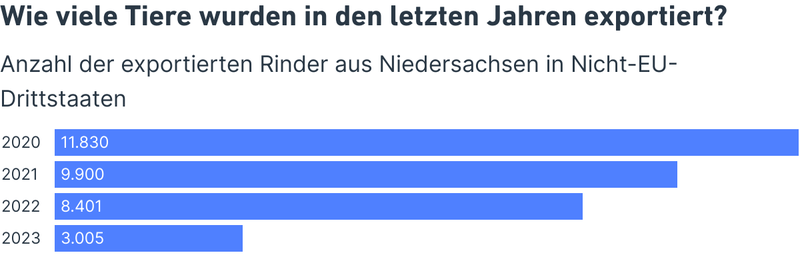 Wie viele Tiere wurden in den letzten Jahren exportiert?
Anzahl der exportierten Rinder aus Niedersachsen in Nicht-EU-
Drittstaaten
2020 11.830
2021 9.900
2022 8.401
2023 3.005